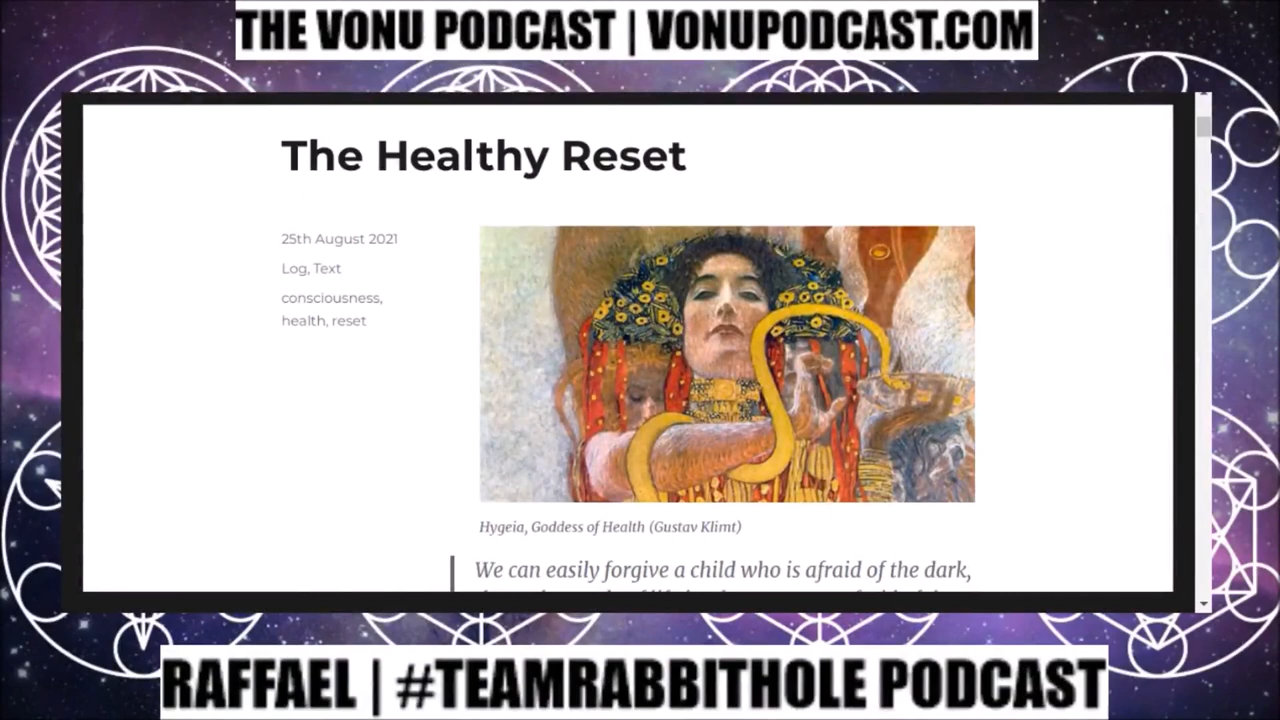 THE VONU PODCAST | VONUPODCAST.COM
The Healthy Reset
25th August 2021
Log, Text
consciousness,
health, reset
Hygeia, Goddess of Health (Gustav Klimt)
We can easily forgive a child who is afraid of the dark,
RAFFAEL | #TEAMRABBITHOLE PODCAST